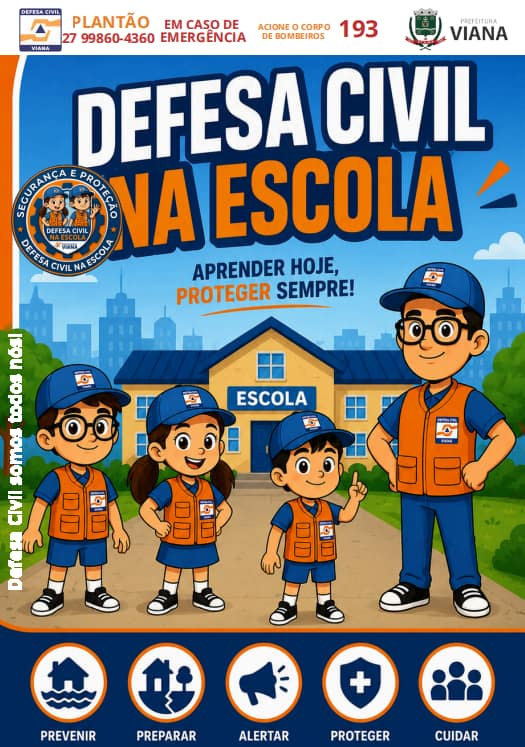 DEFESA CIVIL
VIANA
PLANTÃO
27 99860-4360
EM CASO DE
EMERGÊNCIA
ACIONE O CORPO
DE BOMBEIROS
193
PREFEITURA
VIANA
DEFESA CIVIL
NA ESCOLA
SEGURANÇA E PROTEÇÃO
DEFESA CIVIL
NA ESCOLA
VIANA
DEFESA CIVIL NA ESCOLA
APRENDER HOJE,
PROTEGER SEMPRE!
ESCOLA
Defesa Civil somos todos nós!
PREVENIR
PREPARAR
ALERTAR
PROTEGER
CUIDAR